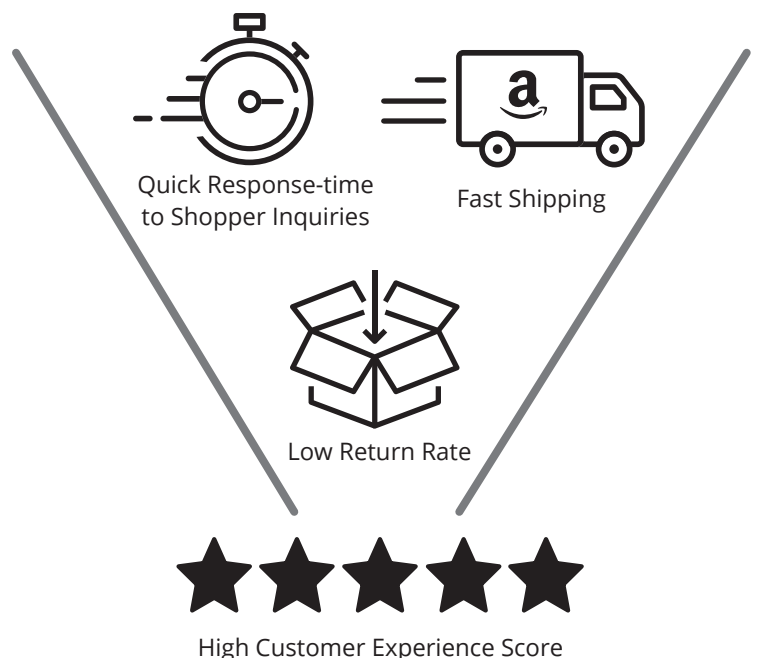 Quick Response-time
to Shopper Inquiries
a
Fast Shipping
Low Return Rate
High Customer Experience Score